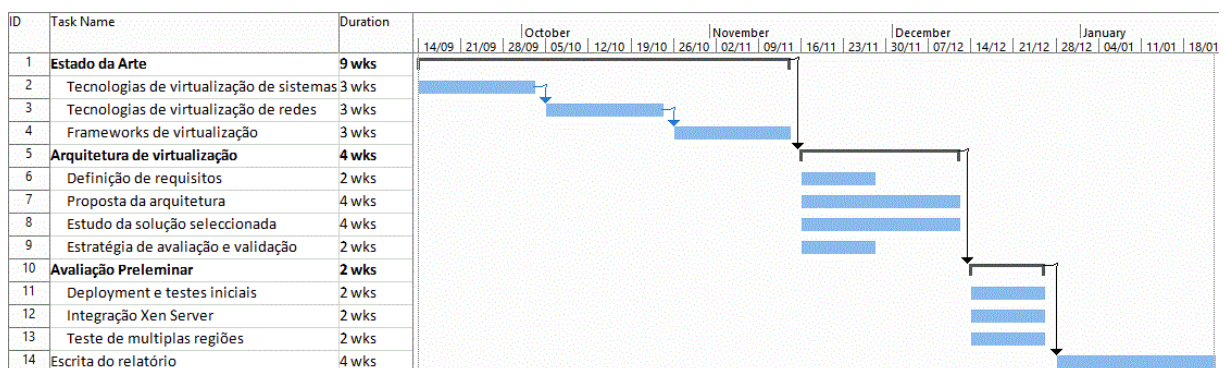 ID Task Name Duration
October November December January
14/09 21/09 28/09 05/10 12/10 19/10 26/10 02/11 09/11 16/11 23/11 30/11 07/12 14/12 21/12 28/12 04/01 11/01 18/01
1 Estado da Arte 9 wks
2 Tecnologias de virtualização de sistemas 3 wks
3 Tecnologias de virtualização de redes 3 wks
4 Frameworks de virtualização 3 wks
5 Arquitetura de virtualização 4 wks
6 Definição de requisitos 2 wks
7 Proposta da arquitetura 4 wks
8 Estudo da solução seleccionada 4 wks
9 Estratégia de avaliação e validação 2 wks
10 Avaliação Preleminar 2 wks
11 Deployment e testes iniciais 2 wks
12 Integração Xen Server 2 wks
13 Teste de multiplas regiões 2 wks
14 Escrita do relatório 4 wks